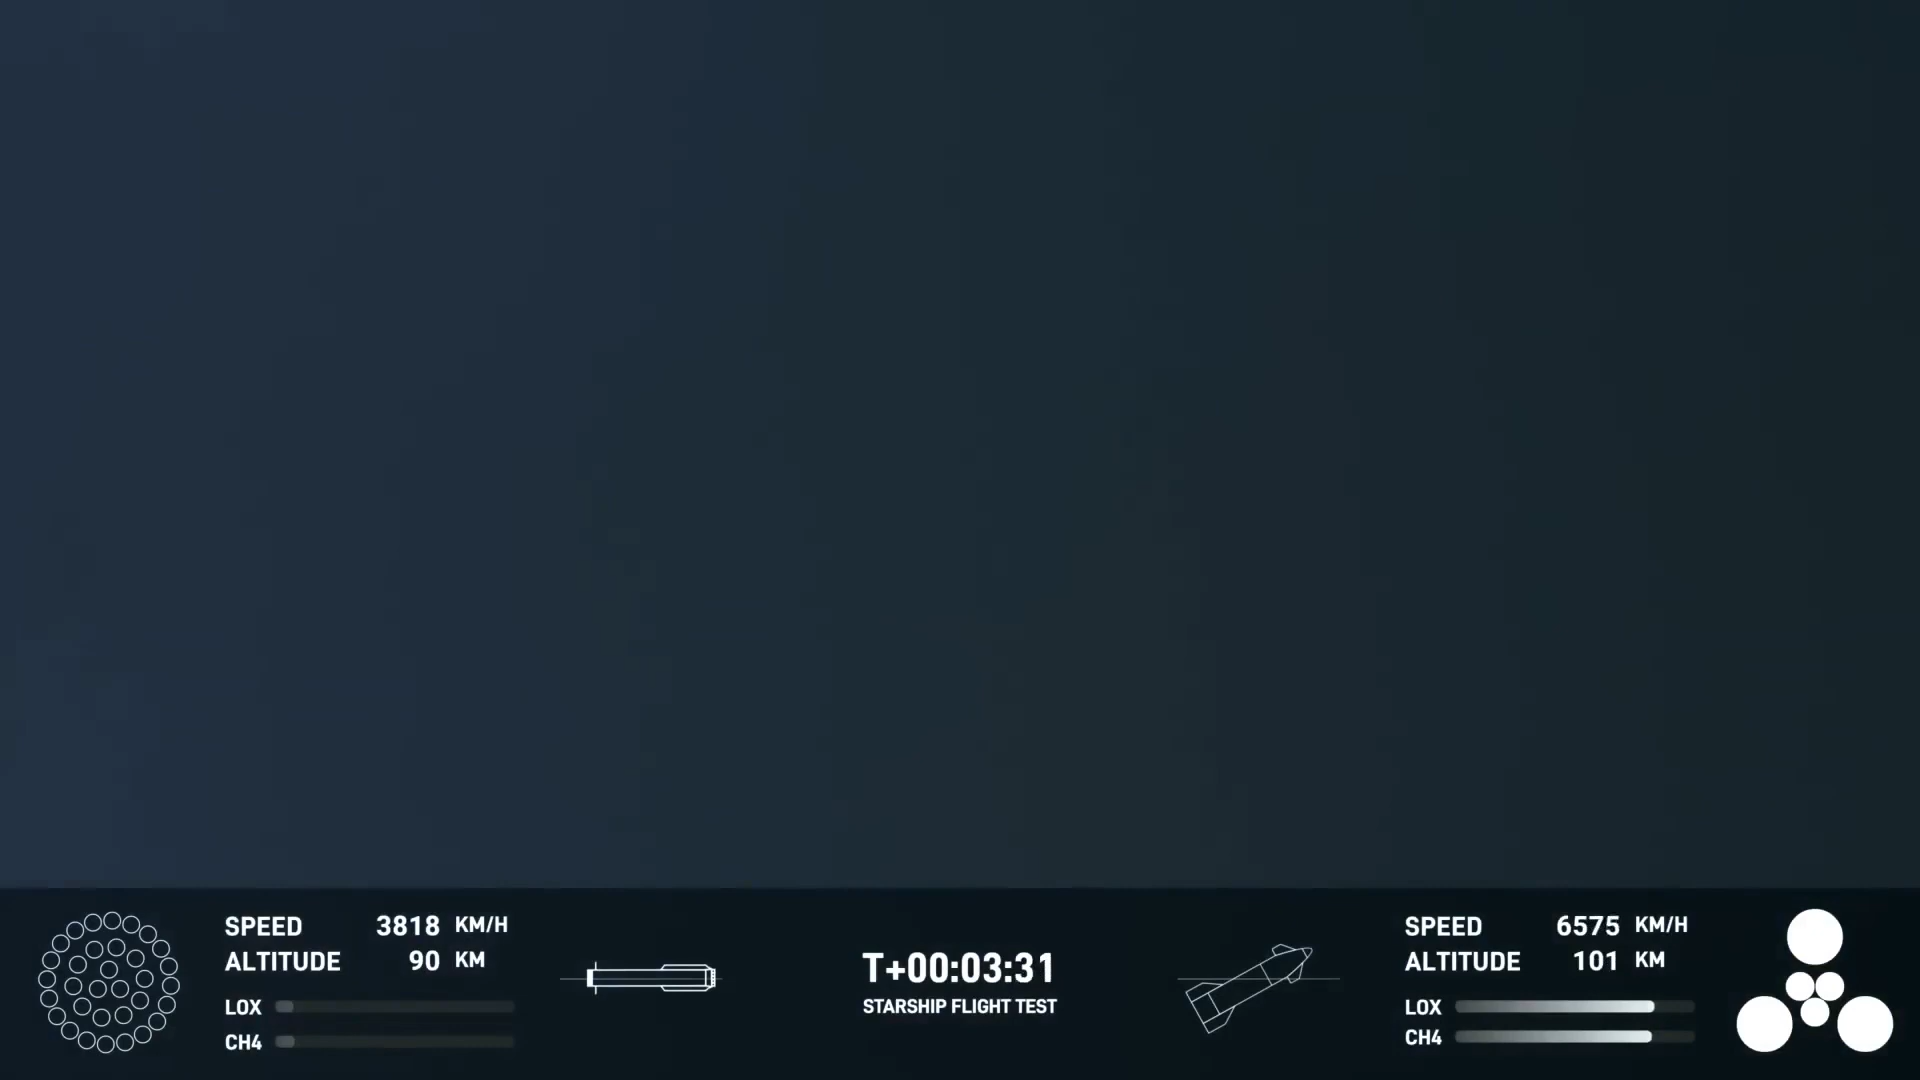 SPEED 3818 KM/H
ALTITUDE 90 KM
LOX
CH4
T+00:03:31
STARSHIP FLIGHT TEST
SPEED 6575 KM/H
ALTITUDE 101 KM
LOX
CH4